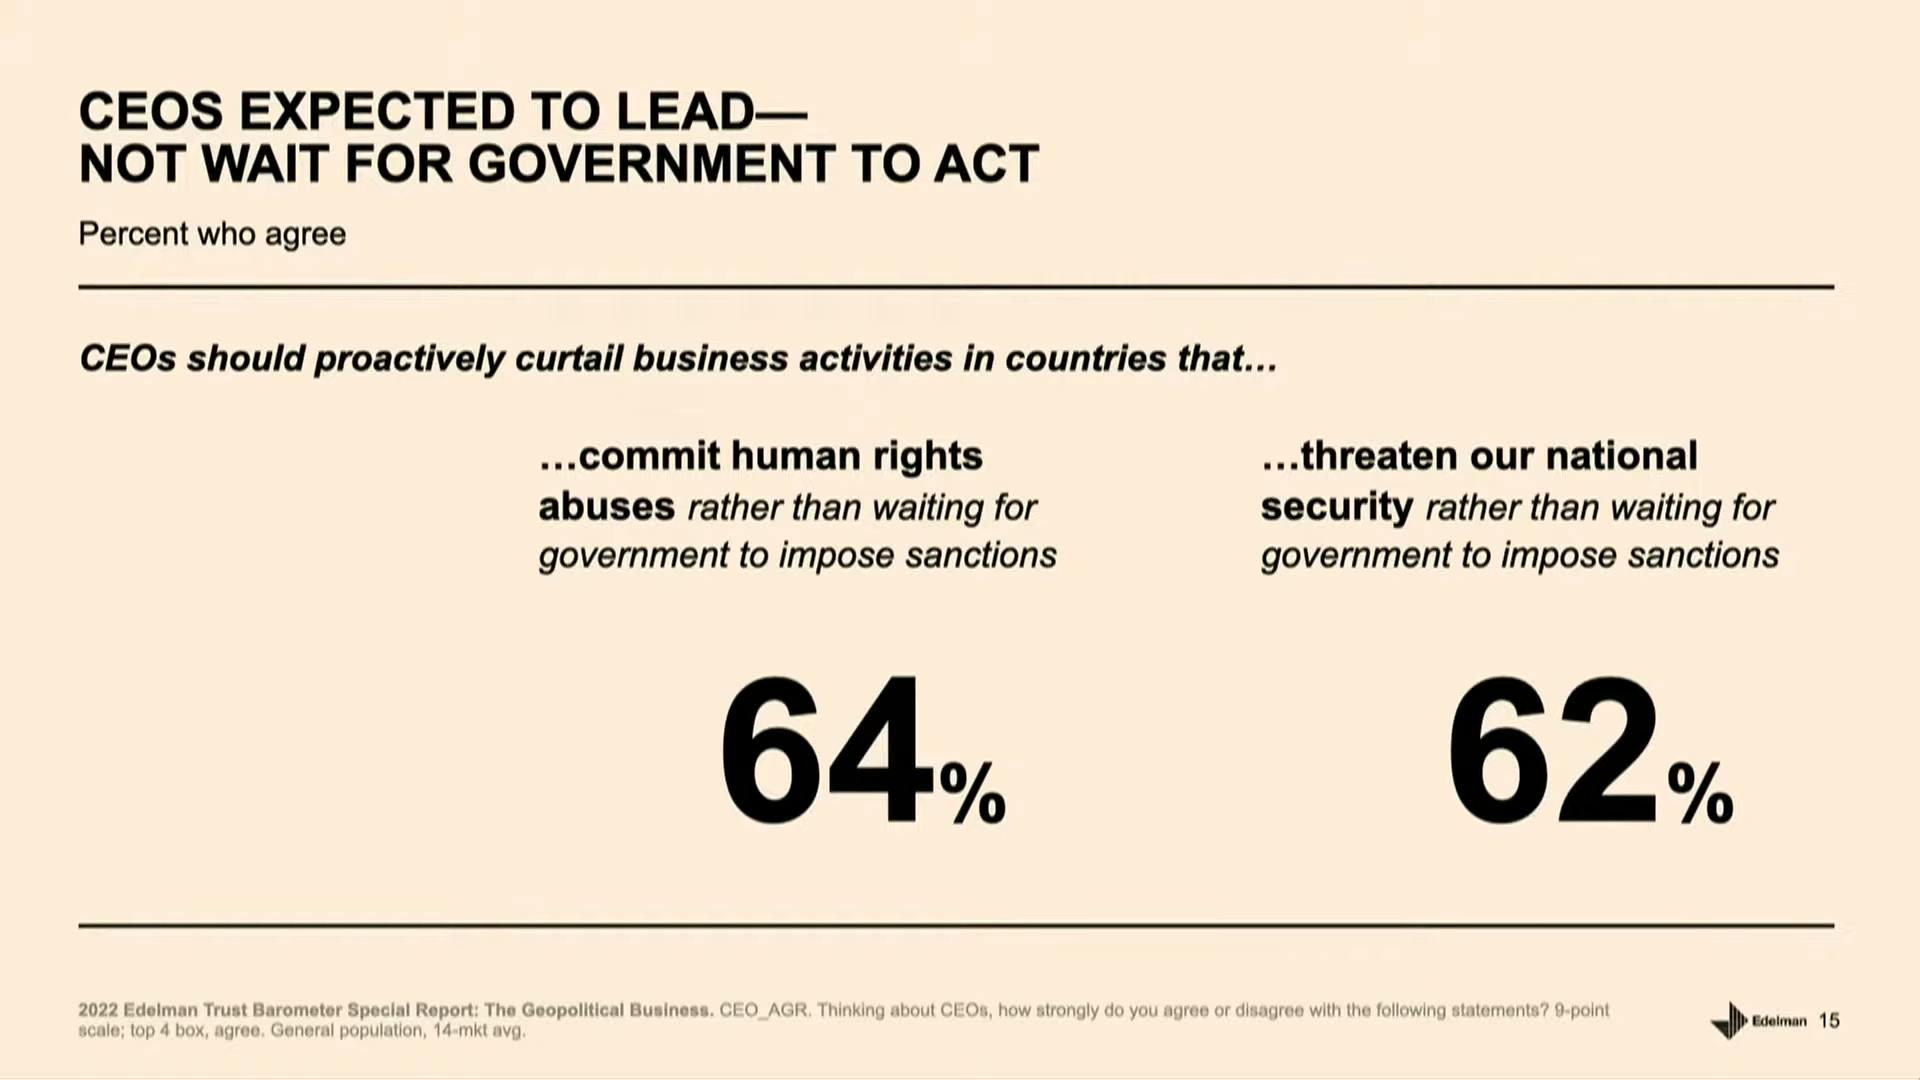 CEOS EXPECTED TO LEAD—
NOT WAIT FOR GOVERNMENT TO ACT
Percent who agree
CEOs should proactively curtail business activities in countries that…
…commit human rights
abuses rather than waiting for
government to impose sanctions
64%
…threaten our national
security rather than waiting for
government to impose sanctions
62%
2022 Edelman Trust Barometer Special Report: The Geopolitical Business. CEO_AGR. Thinking about CEOs, how strongly do you agree or disagree with the following statements? 9-point
scale; top 4 box, agree. General population, 14-mkt avg.
Edelman 15